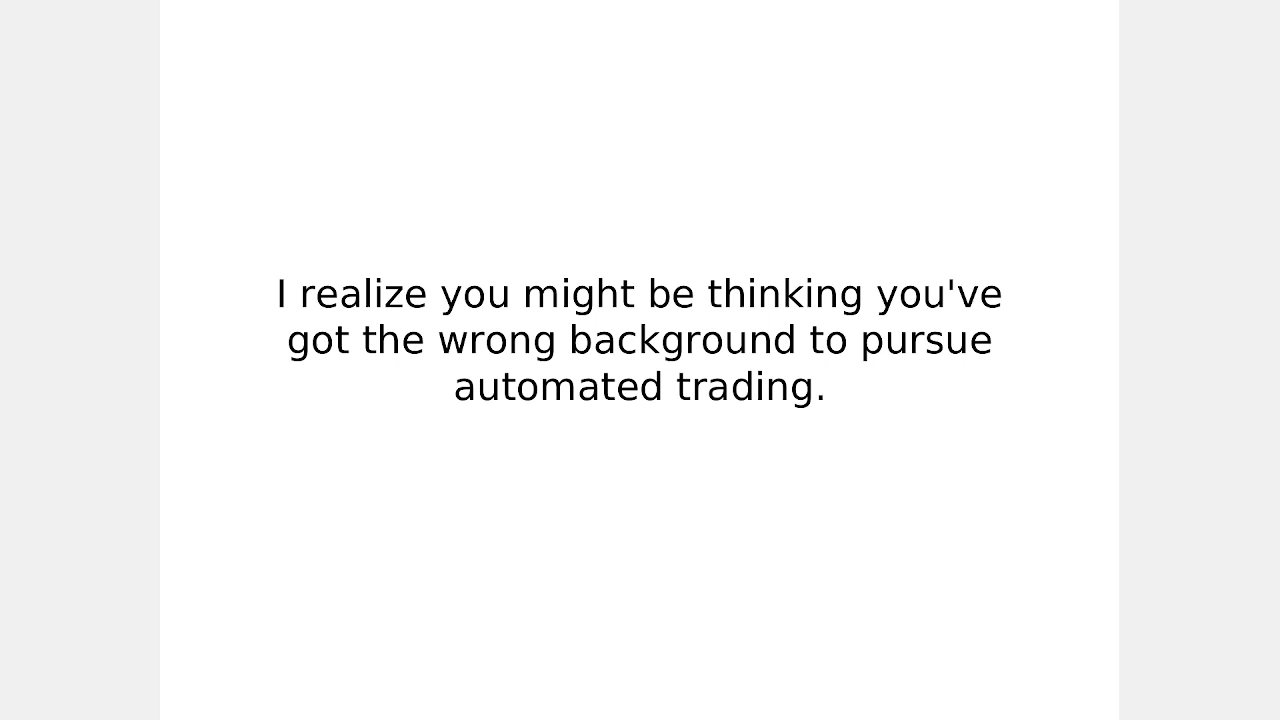 I realize you might be thinking you've
got the wrong background to pursue
automated trading.